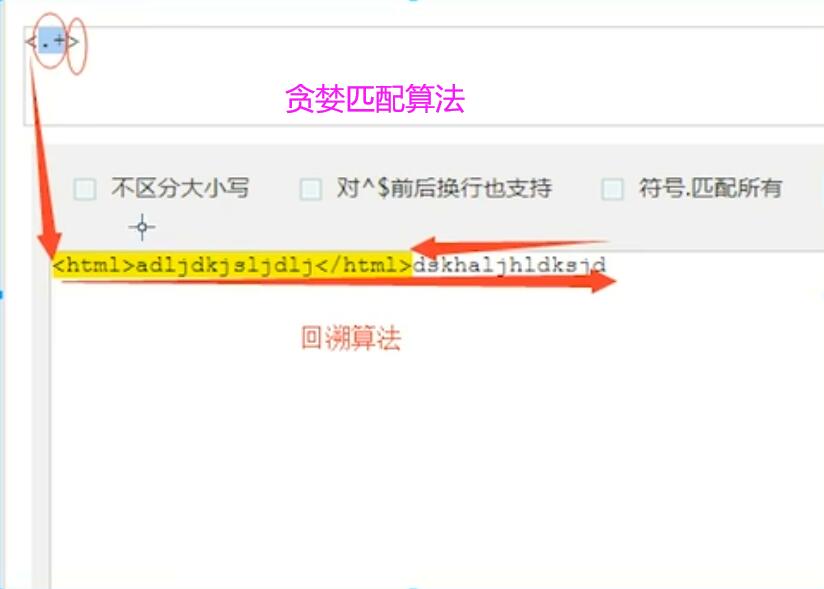 <.+>
贪婪匹配算法
不区分大小写 对^$前后换行也支持 符号.匹配所有
<html>adljdkjsljdlj</html>dskhaljhldksjd
回溯算法